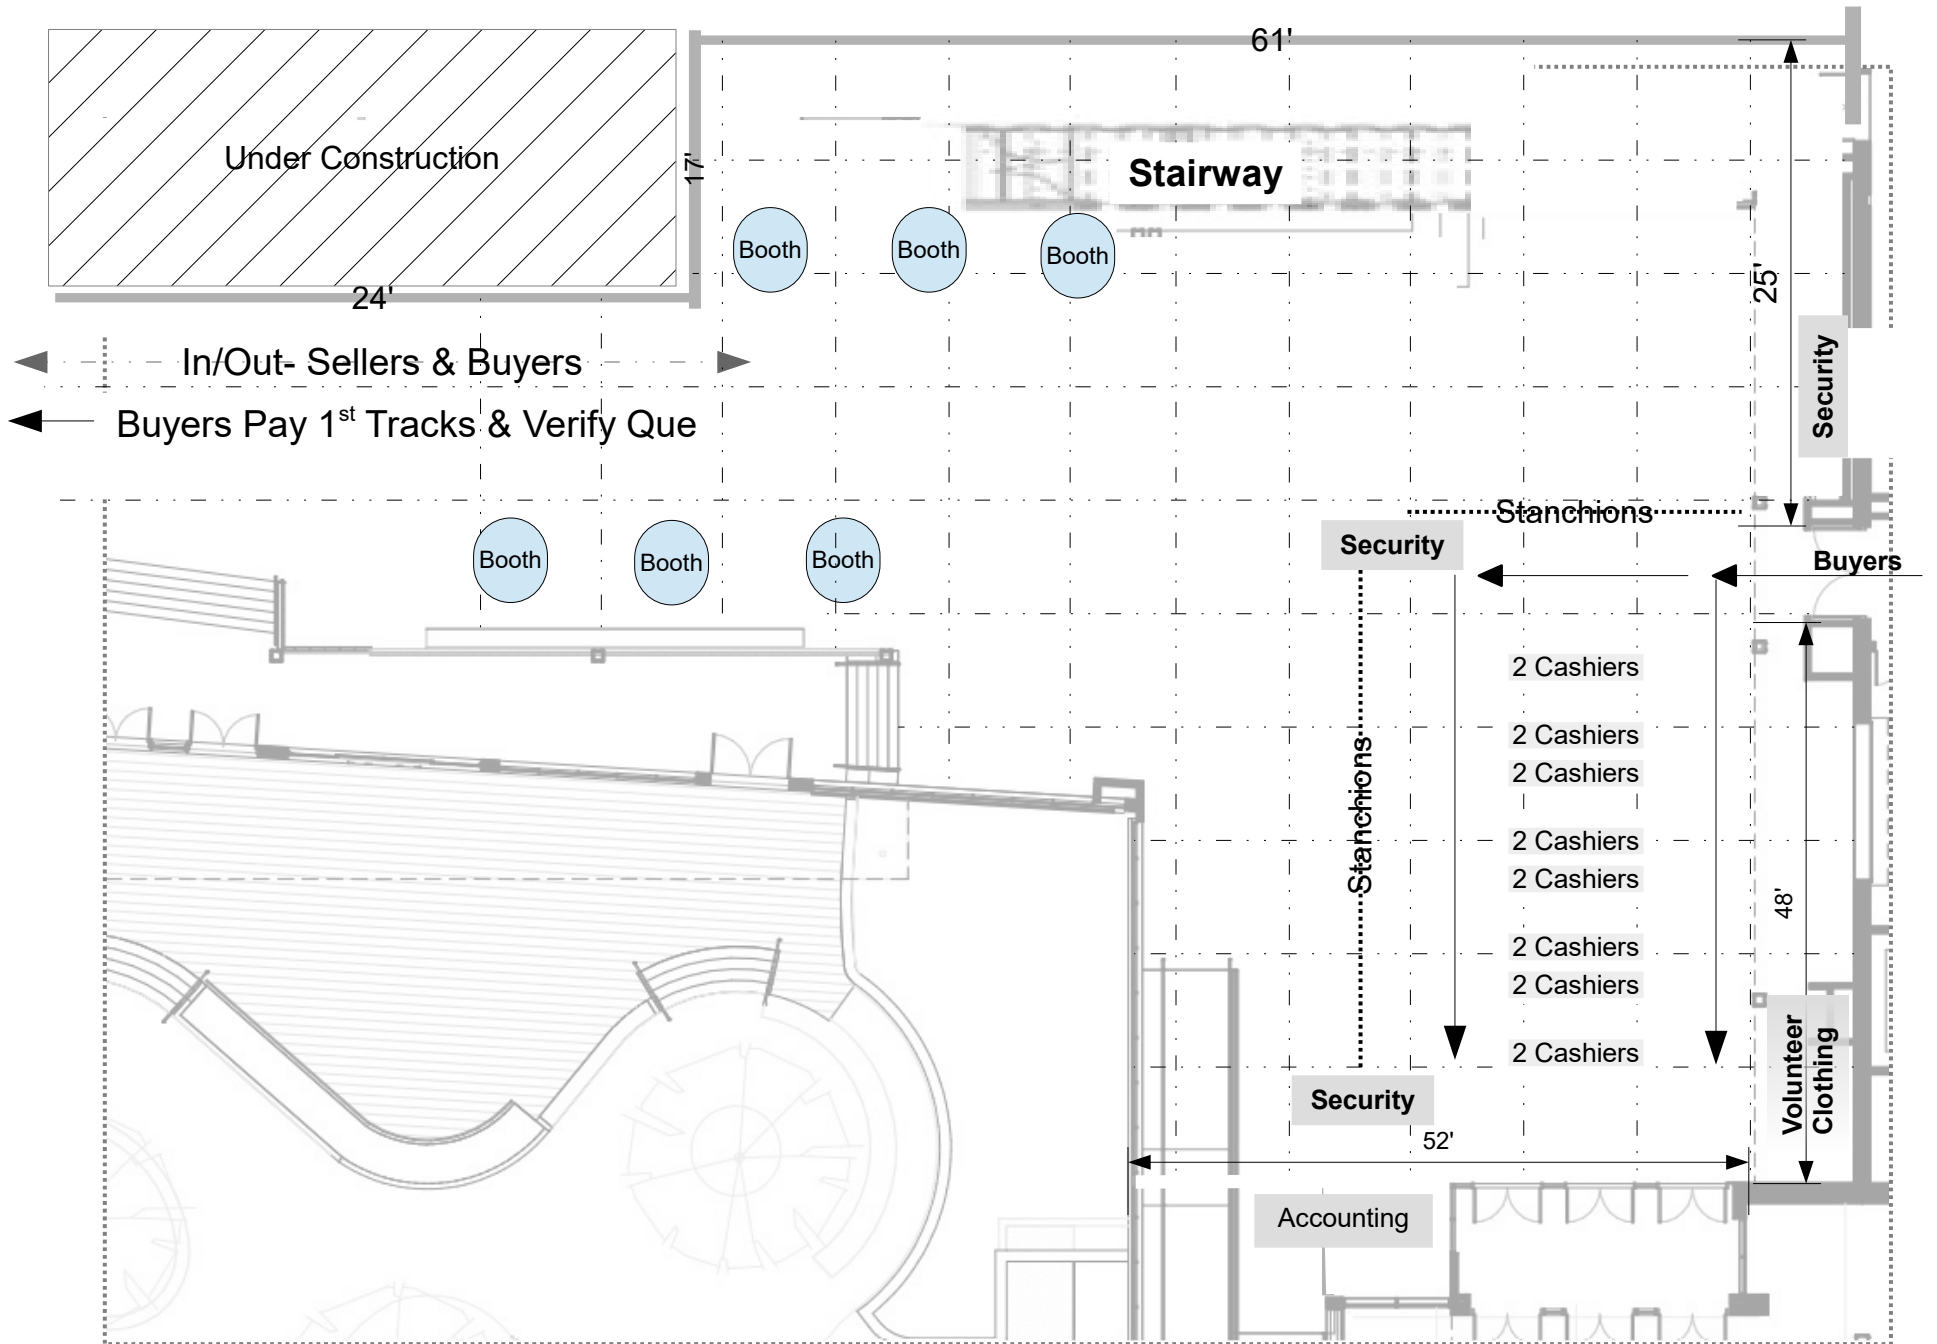 61'
Under Construction
17'
Stairway
Booth
Booth
Booth
25'
24'
In/Out- Sellers & Buyers
Security
Buyers Pay 1st Tracks & Verify Que
Stanchions
Security
Booth
Booth
Booth
Buyers
2 Cashiers
2 Cashiers
2 Cashiers
Stanchions
2 Cashiers
2 Cashiers
48'
2 Cashiers
2 Cashiers
2 Cashiers
Volunteer
Clothing
Security
52'
Accounting